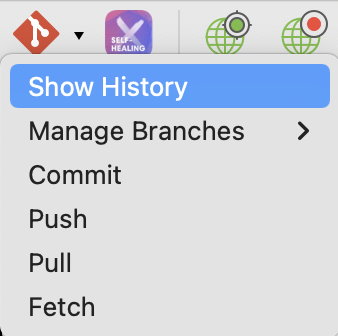 SELF-
HEALING
Show History
Manage Branches
Commit
Push
Pull
Fetch